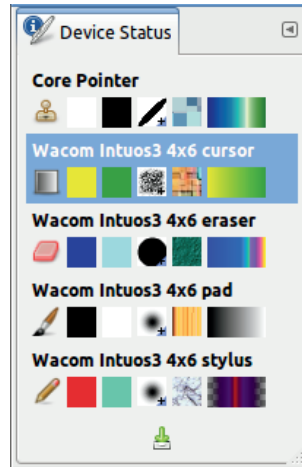 Device Status
Core Pointer
Wacom Intuos3 4x6 cursor
Wacom Intuos3 4x6 eraser
Wacom Intuos3 4x6 pad
Wacom Intuos3 4x6 stylus